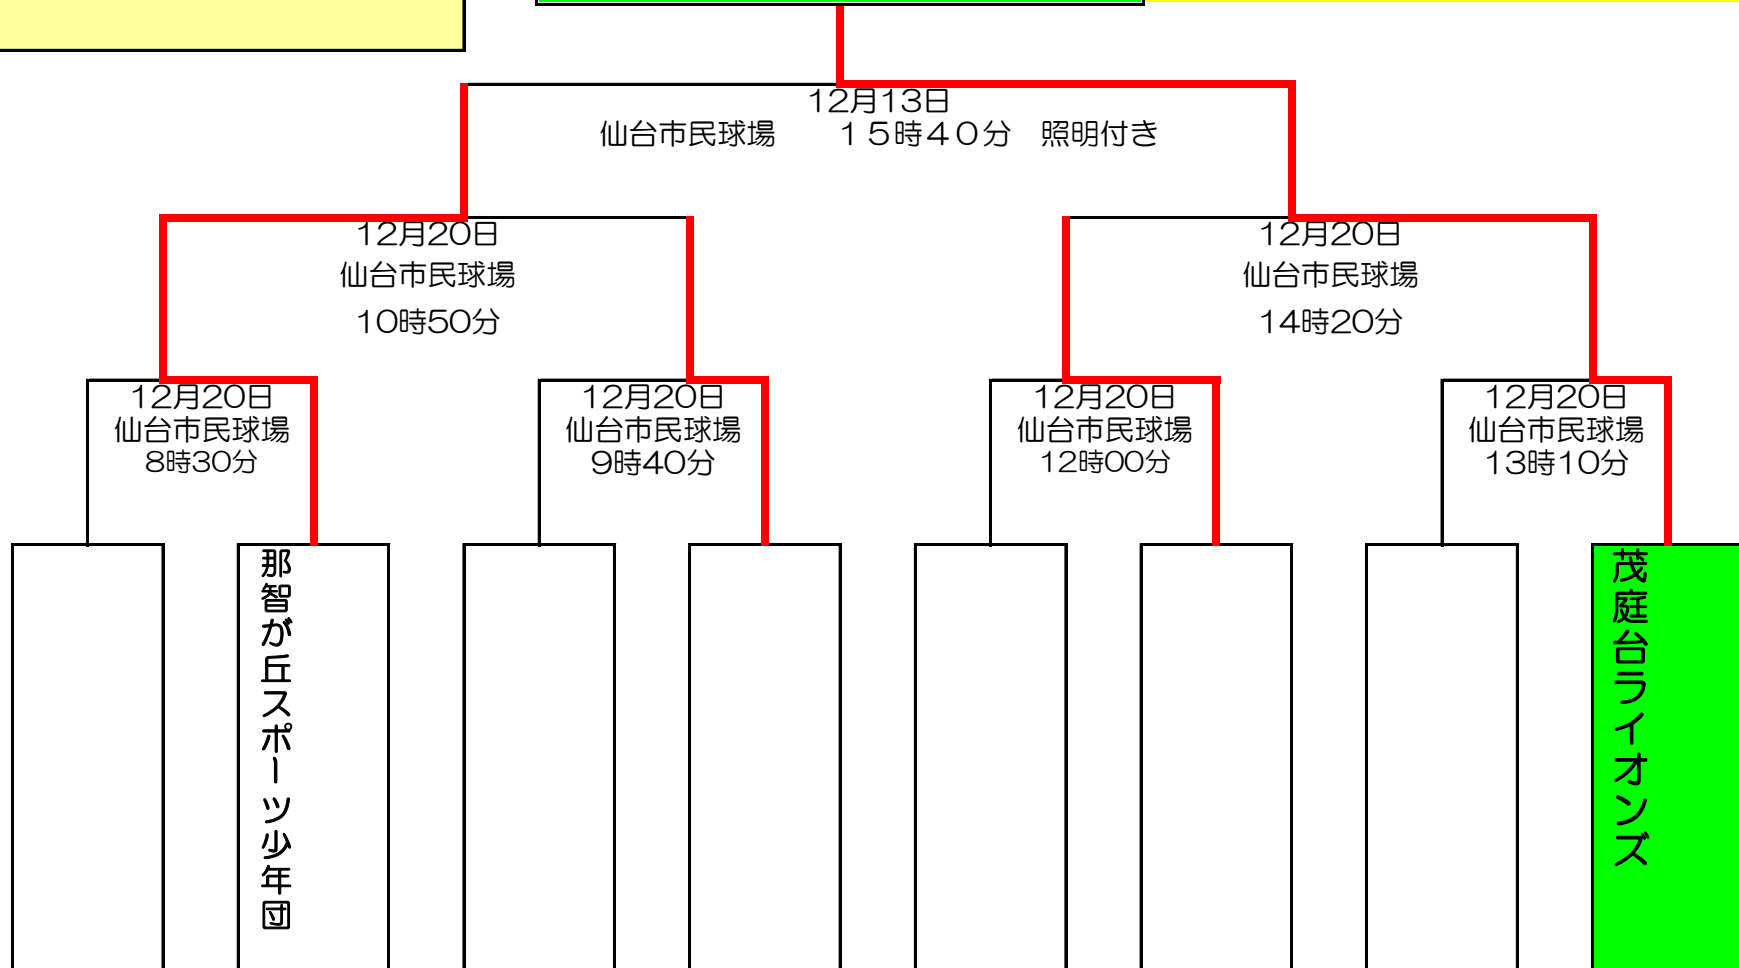 12月13日
仙台市民球場　　１５時４０分　照明付き
12月20日
仙台市民球場
10時50分
12月20日
仙台市民球場
14時20分
12月20日
仙台市民球場
8時30分
12月20日
仙台市民球場
9時40分
12月20日
仙台市民球場
12時00分
12月20日
仙台市民球場
13時10分
那智が丘スポーツ少年団
茂庭台ライオンズ